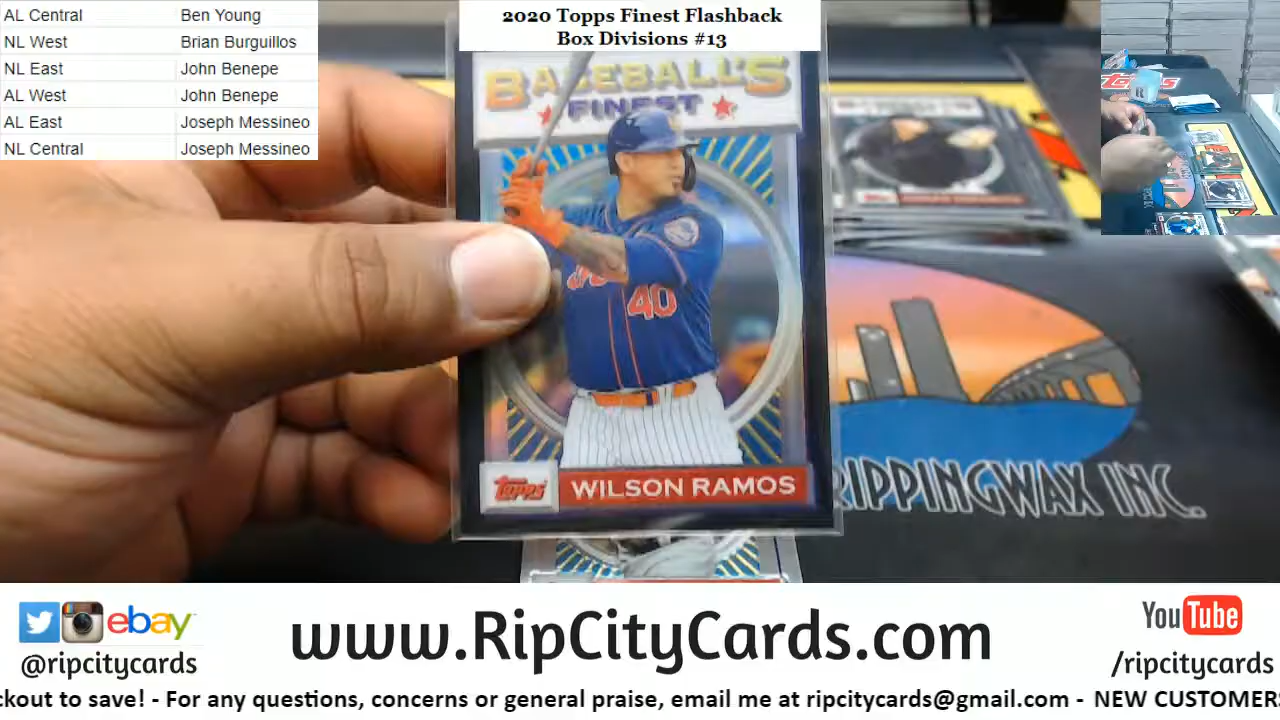 AL Central Ben Young
NL West Brian Burguillos
NL East John Benepe
AL West John Benepe
AL East Joseph Messineo
NL Central Joseph Messineo
2020 Topps Finest Flashback
Box Divisions #13
BASEBALL'S
FINEST
40
Topps WILSON RAMOS
Topps
RIPPINGWAX INC.
ebay
@ripcitycards
www.RipCityCards.com
YouTube
/ripcitycards
ckout to save! - For any questions, concerns or general praise, email me at ripcitycards@gmail.com - NEW CUSTOMERS